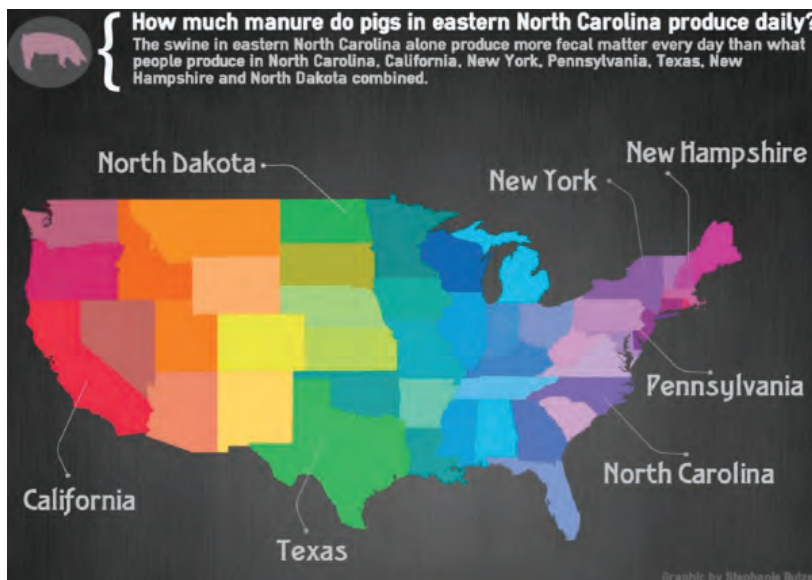 How much manure do pigs in eastern North Carolina produce daily?
The swine in eastern North Carolina alone produce more fecal matter every day than what
people produce in North Carolina, California, New York, Pennsylvania, Texas, New
Hampshire and North Dakota combined.
North Dakota
New Hampshire
New York
Pennsylvania
North Carolina
California
Texas
Graphic by Stephanie